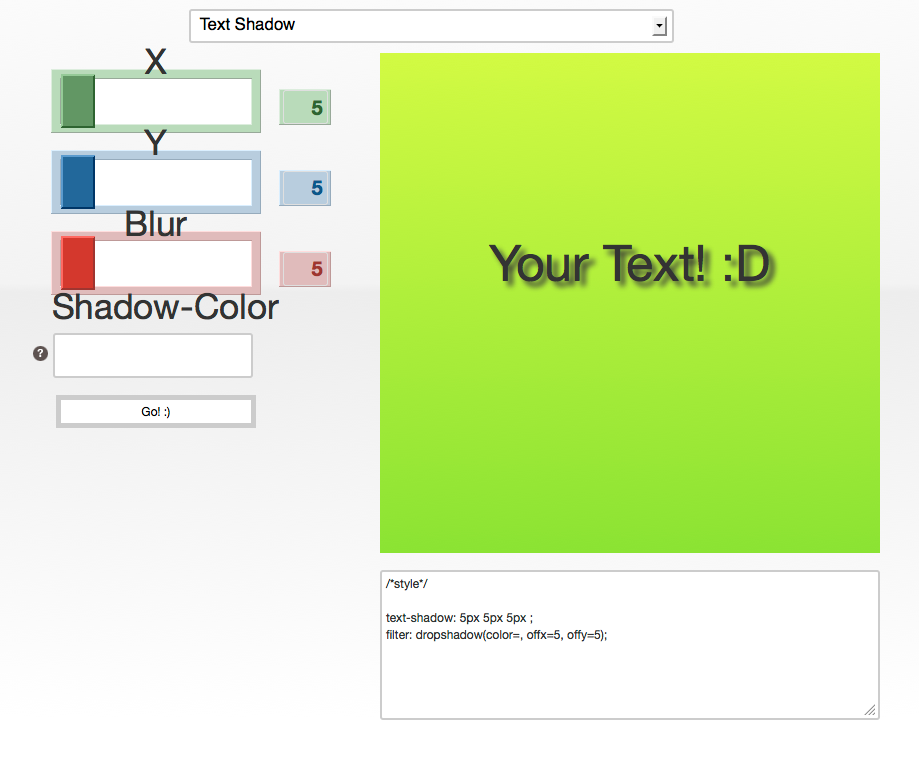 Text Shadow
X
5
Y
5
Blur
5
Shadow-Color
?
Go! :)
Your Text! :D
/*style*/
text-shadow: 5px 5px 5px ;
filter: dropshadow(color=, offx=5, offy=5);